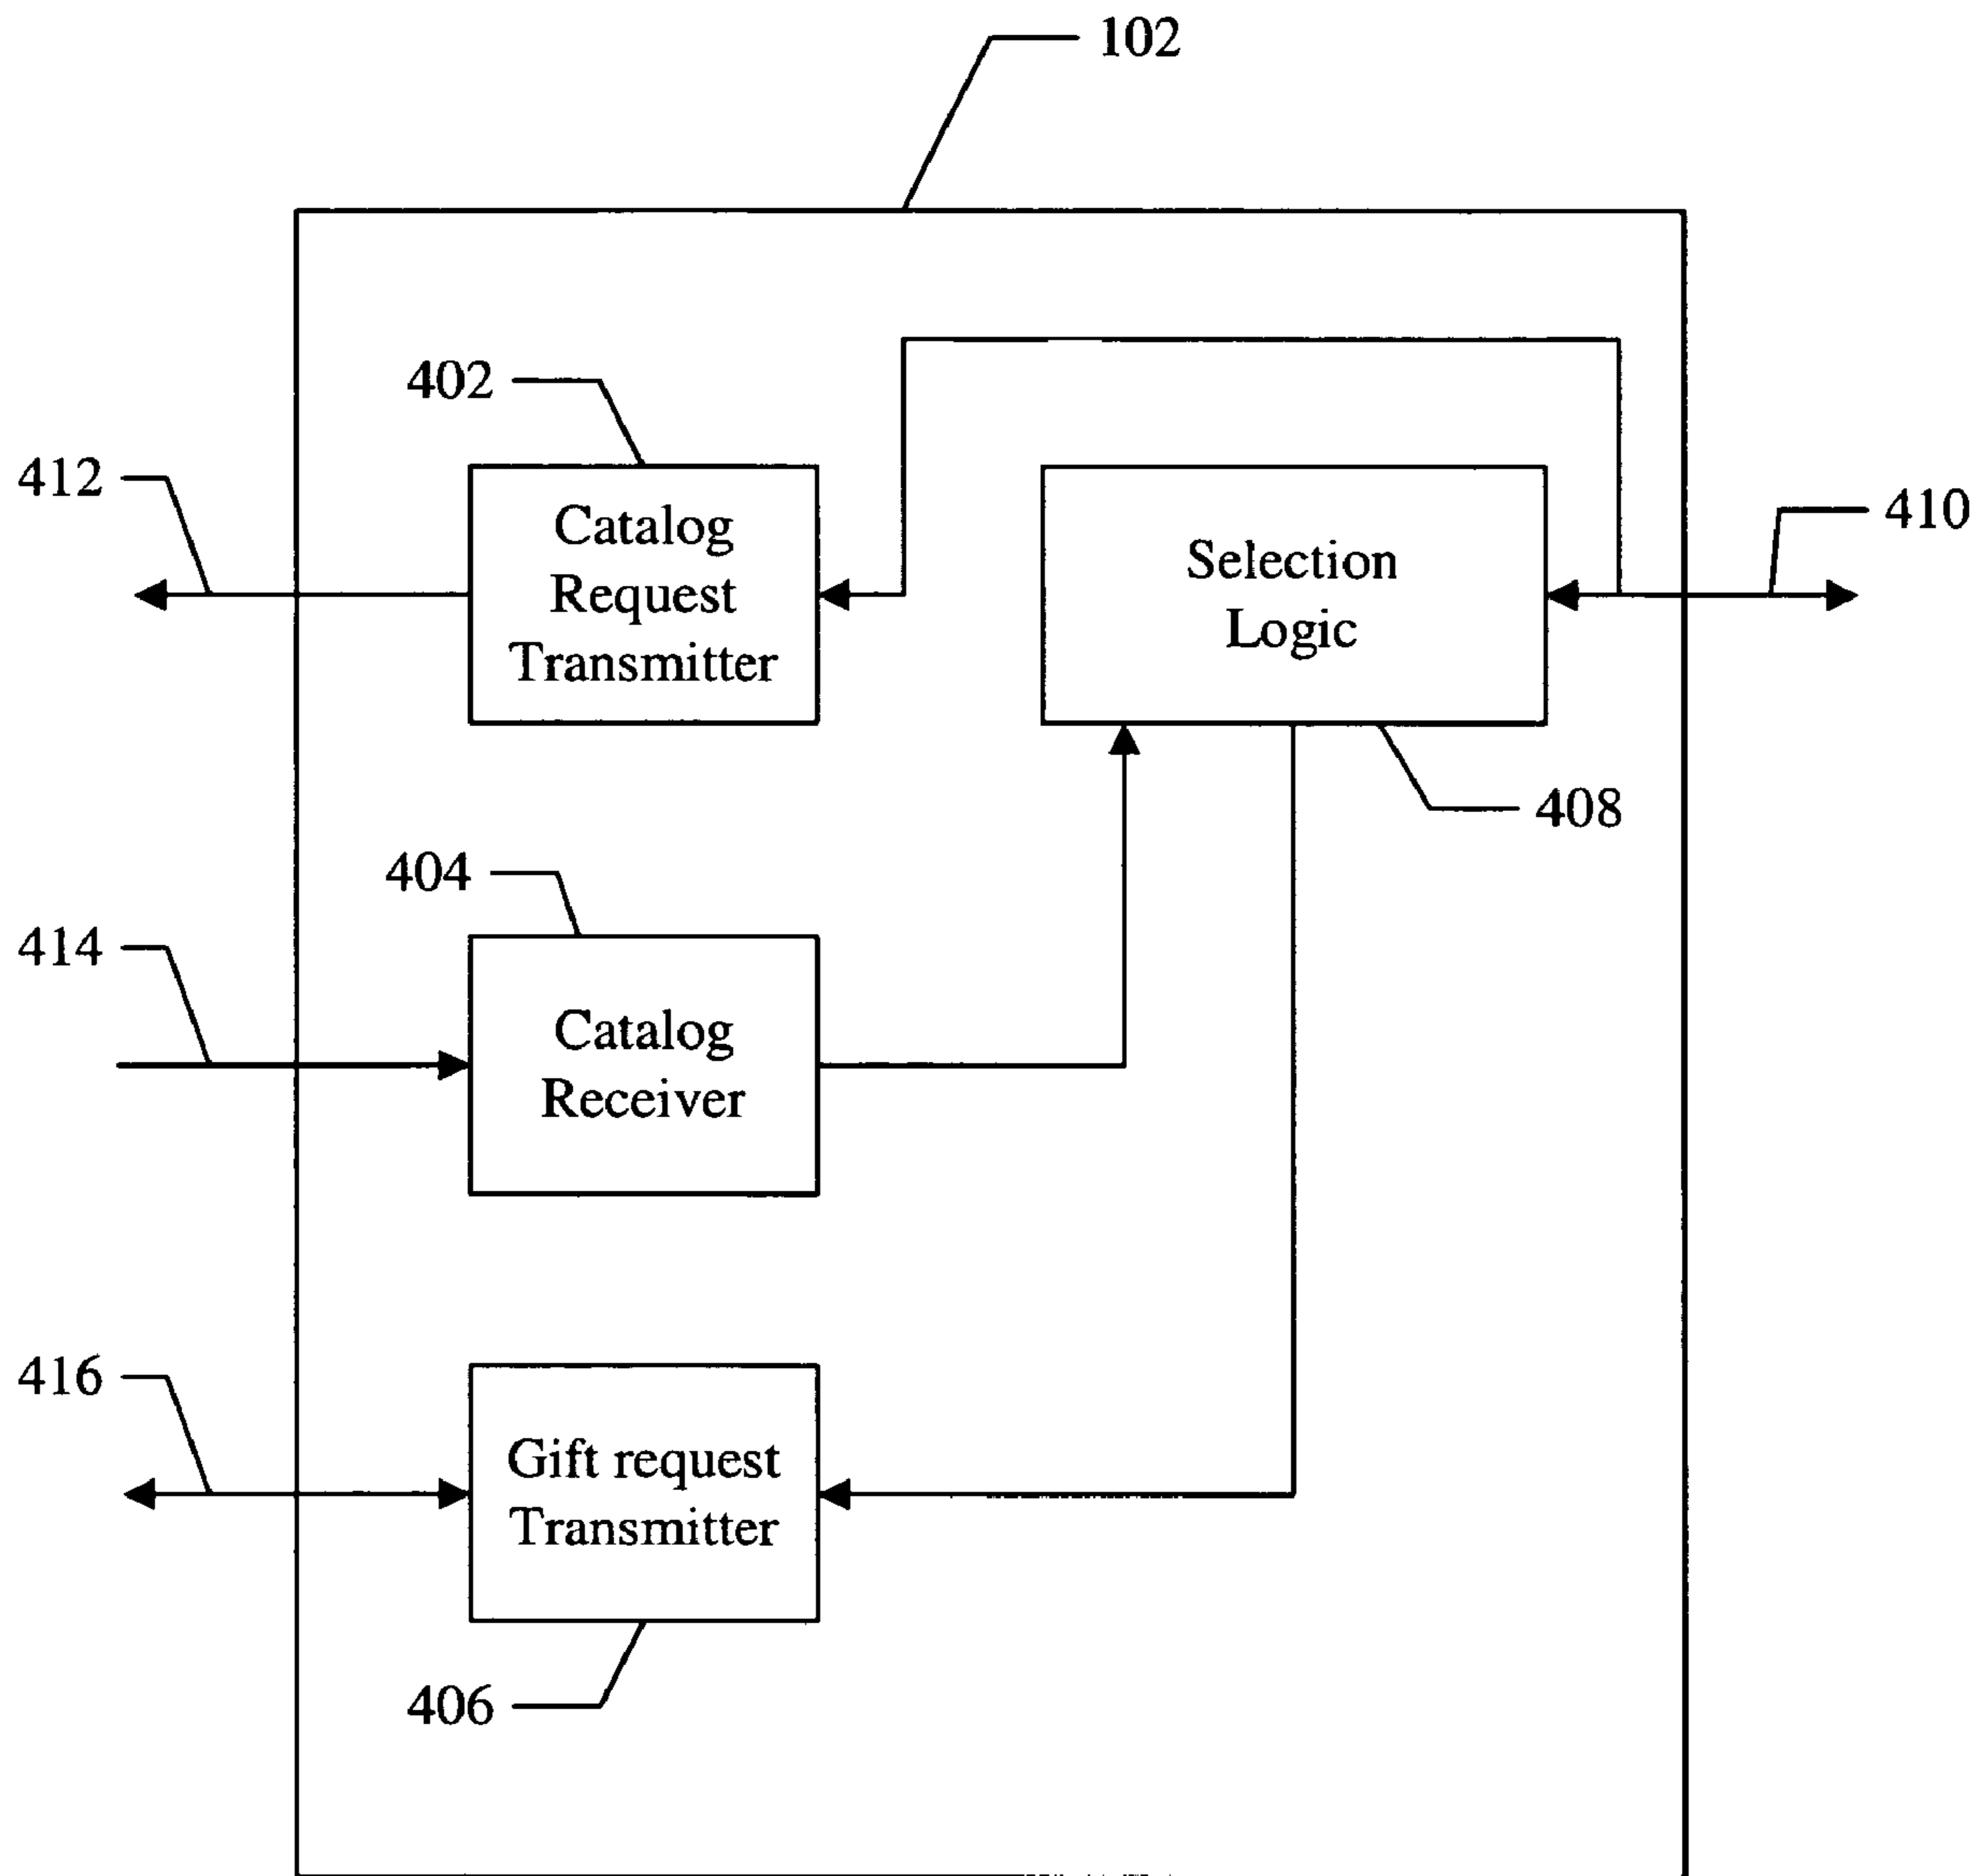 102
402
412
Catalog
Request
Transmitter
Selection
Logic
410
408
404
414
Catalog
Receiver
416
Gift request
Transmitter
406